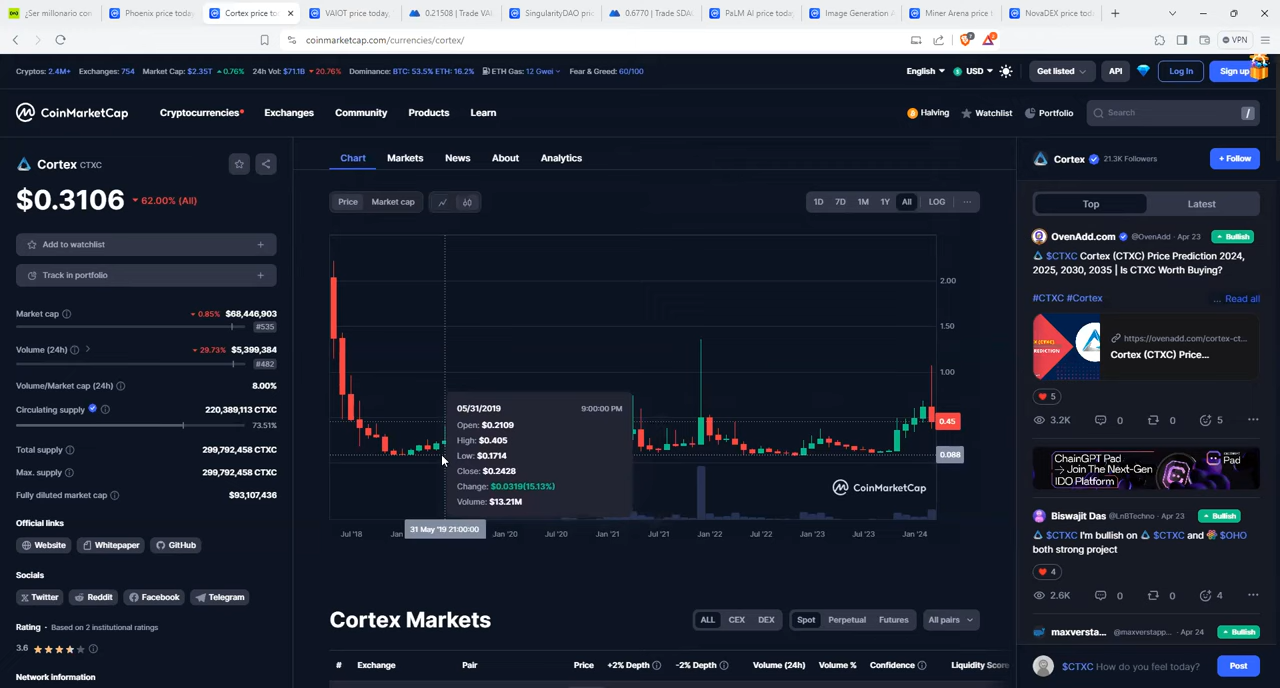 ¿Ser millonario con
Phoenix price today
Cortex price to
VAIOT price today,
0.21508 | Trade VAI
SingularityDAO pric
0.6770 | Trade SDAO
PaLM AI price today
Image Generation A
Miner Arena price t
NovaDEX price toda
coinmarketcap.com/currencies/cortex/
VPN
Cryptos: 2.4M+ Exchanges: 754 Market Cap: $2.35T 0.76% 24h Vol: $71.1B 20.76% Dominance: BTC: 53.5% ETH: 16.2% ETH Gas: 12 Gwei Fear & Greed: 60/100
English USD Get listed API Log In Sign up
CoinMarketCap Cryptocurrencies Exchanges Community Products Learn
Halving Watchlist Portfolio Search /
Cortex CTXC
$0.3106 62.00% (All)
Add to watchlist +
Track in portfolio +
Market cap 0.85% $68,446,903
#535
Volume (24h) 29.73% $5,399,384
#482
Volume/Market cap (24h) 8.00%
Circulating supply 220,389,113 CTXC
73.51%
Total supply 299,792,458 CTXC
Max. supply 299,792,458 CTXC
Fully diluted market cap $93,107,436
Official links
Website Whitepaper GitHub
Socials
Twitter Reddit Facebook Telegram
Rating · Based on 2 institutional ratings
3.6
Network information
Chart Markets News About Analytics
Price Market cap
1D 7D 1M 1Y All LOG ...
2.00
1.50
1.00
0.45
0.088
05/31/2019 9:00:00 PM
Open: $0.2109
High: $0.405
Low: $0.1714
Close: $0.2428
Change: $0.0319(15.13%)
Volume: $13.21M
CoinMarketCap
Jul '18 Jan 31 May '19 21:00:00 Jan '20 Jul '20 Jan '21 Jul '21 Jan '22 Jul '22 Jan '23 Jul '23 Jan '24
Cortex Markets
ALL CEX DEX Spot Perpetual Futures All pairs
# Exchange Pair Price +2% Depth -2% Depth Volume (24h) Volume % Confidence Liquidity Score
Cortex 21.3K Followers + Follow
Top Latest
OvenAdd.com @OvenAdd · Apr 23 Bullish
$CTXC Cortex (CTXC) Price Prediction 2024,
2025, 2030, 2035 | Is CTXC Worth Buying?
#CTXC #Cortex ... Read all
https://ovenadd.com/cortex-ct...
Cortex (CTXC) Price...
5
3.2K 0 0 5 ...
ChainGPT Pad
→ Join The Next-Gen
IDO Platform
Pad
Biswajit Das @LnBTechno · Apr 23 Bullish
$CTXC I'm bullish on $CTXC and $OHO
both strong project
4
2.6K 0 0 4 ...
maxversta... @maxverstapp... · Apr 24 Bullish
$CTXC How do you feel today? Post